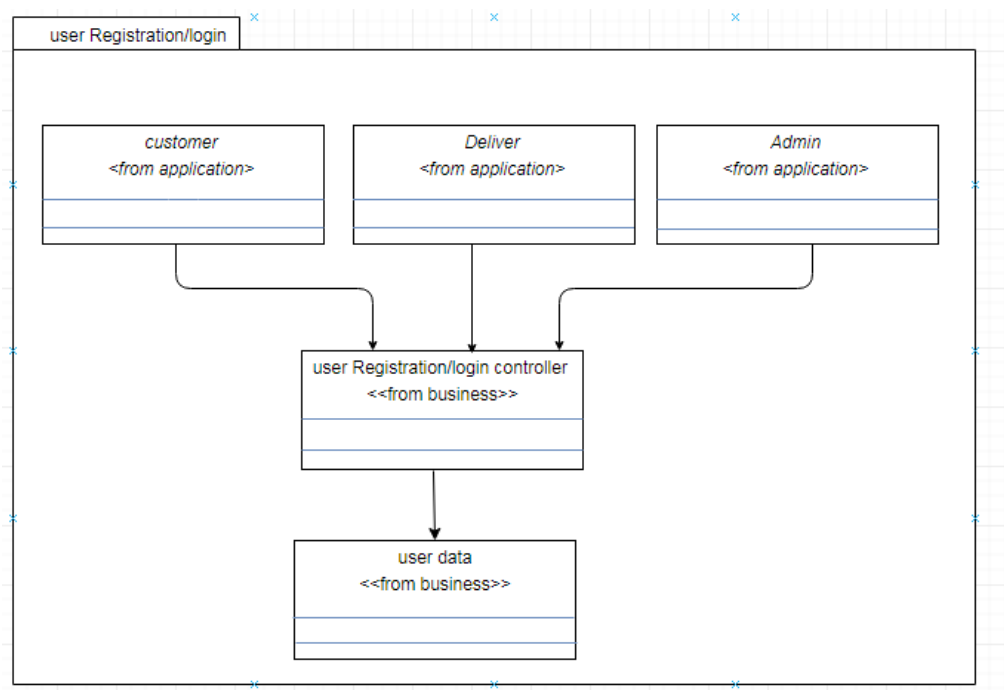 user Registration/login
customer
<from application>
Deliver
<from application>
Admin
<from application>
user Registration/login controller
<<from business>>
user data
<<from business>>